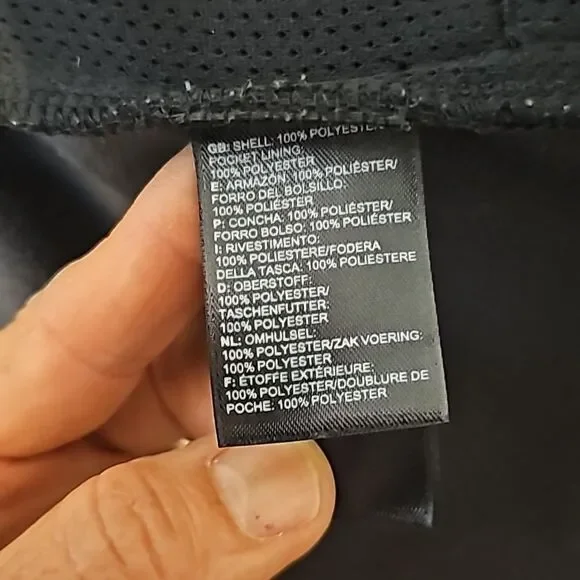 GB: SHELL: 100% POLYESTER/
POCKET LINING:
100% POLYESTER
E: ARMAZÓN: 100% POLIÉSTER/
FORRO DEL BOLSILLO:
100% POLIÉSTER
P: CONCHA: 100% POLIÉSTER/
FORRO BOLSO: 100% POLIÉSTER
I: RIVESTIMENTO:
100% POLIESTERE/FODERA
DELLA TASCA: 100% POLIESTERE
D: OBERSTOFF:
100% POLYESTER/
TASCHENFUTTER:
100% POLYESTER
NL: OMHULSEL:
100% POLYESTER/ZAK VOERING:
100% POLYESTER
F: ÉTOFFE EXTÉRIEURE:
100% POLYESTER/DOUBLURE DE
POCHE: 100% POLYESTER